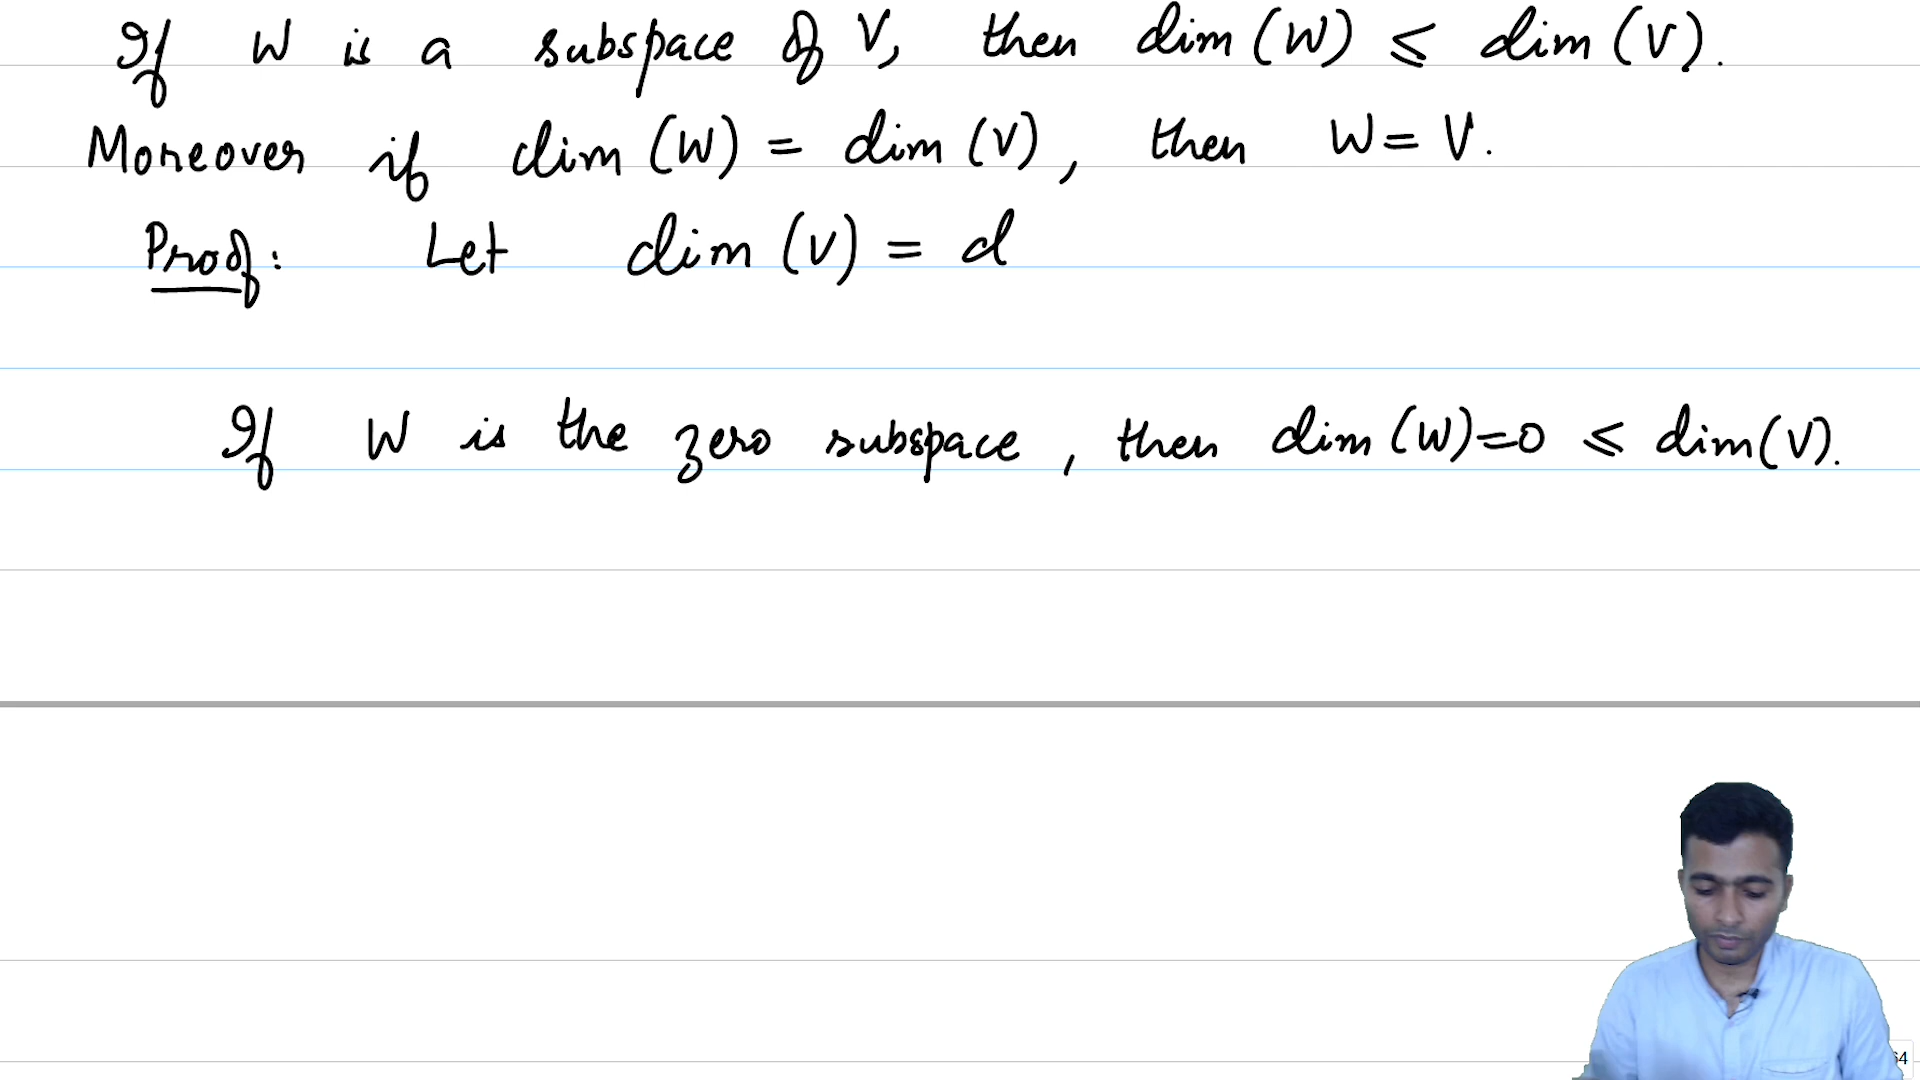 If W is a subspace of V, then dim (W) ≤ dim (V).
Moreover if dim (W) = dim (V), then W = V.
Proof: Let dim (V) = d
If W is the zero subspace, then dim (W)=0 ≤ dim(V).
64